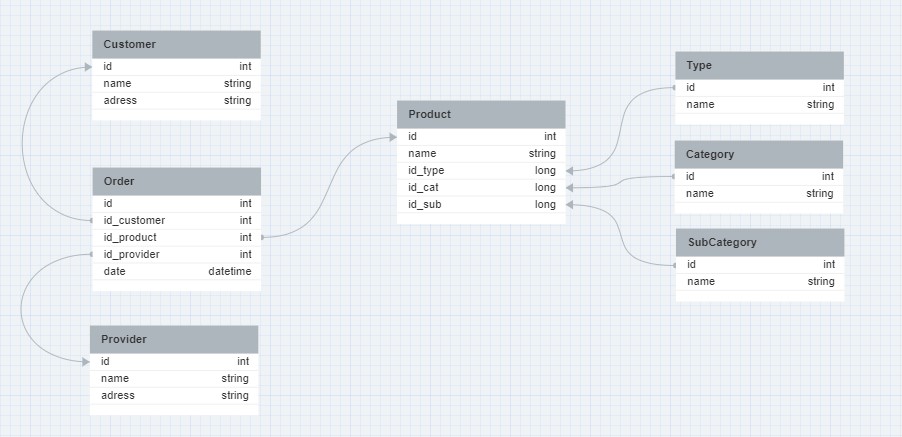 Customer
id int
name string
adress string
Order
id int
id_customer int
id_product int
id_provider int
date datetime
Provider
id int
name string
adress string
Product
id int
name string
id_type long
id_cat long
id_sub long
Type
id int
name string
Category
id int
name string
SubCategory
id int
name string